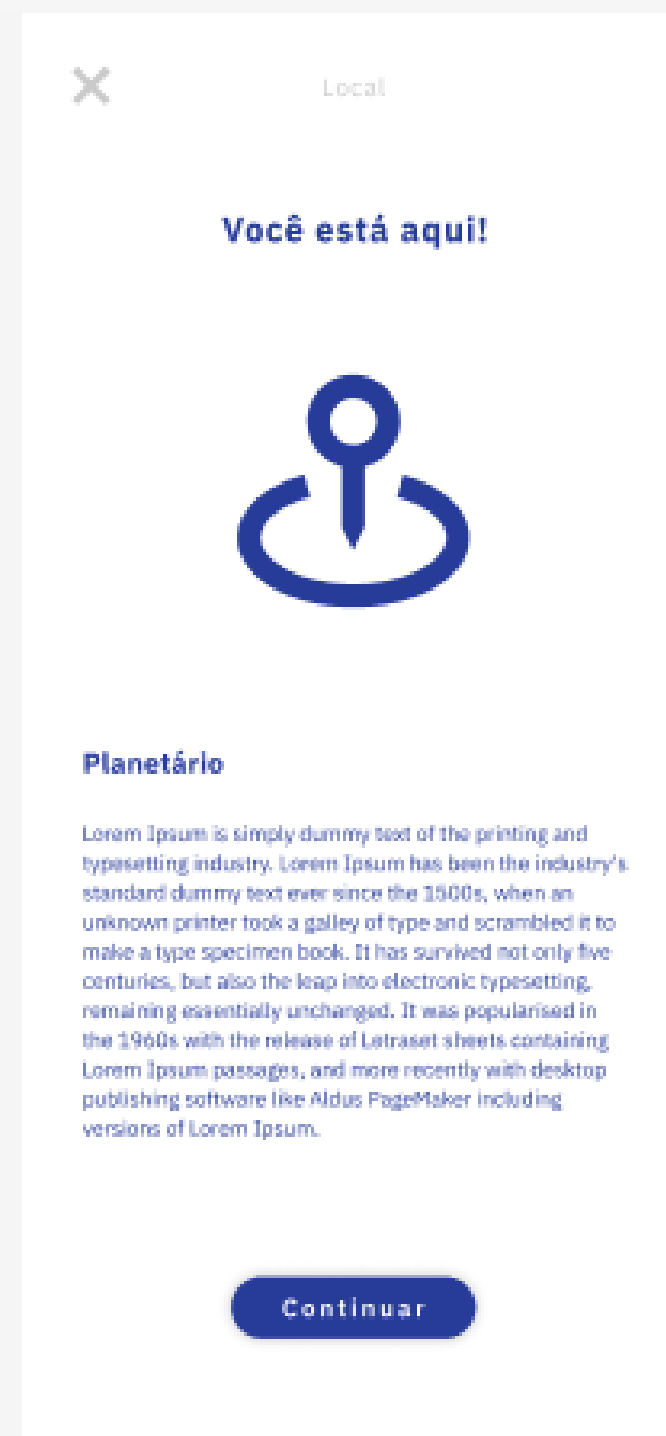 Local
Você está aqui!
Planetário
Lorem Ipsum is simply dummy text of the printing and
typesetting industry. Lorem Ipsum has been the industry's
standard dummy text ever since the 1500s, when an
unknown printer took a galley of type and scrambled it to
make a type specimen book. It has survived not only five
centuries, but also the leap into electronic typesetting,
remaining essentially unchanged. It was popularised in
the 1960s with the release of Letraset sheets containing
Lorem Ipsum passages, and more recently with desktop
publishing software like Aldus PageMaker including
versions of Lorem Ipsum.
Continuar